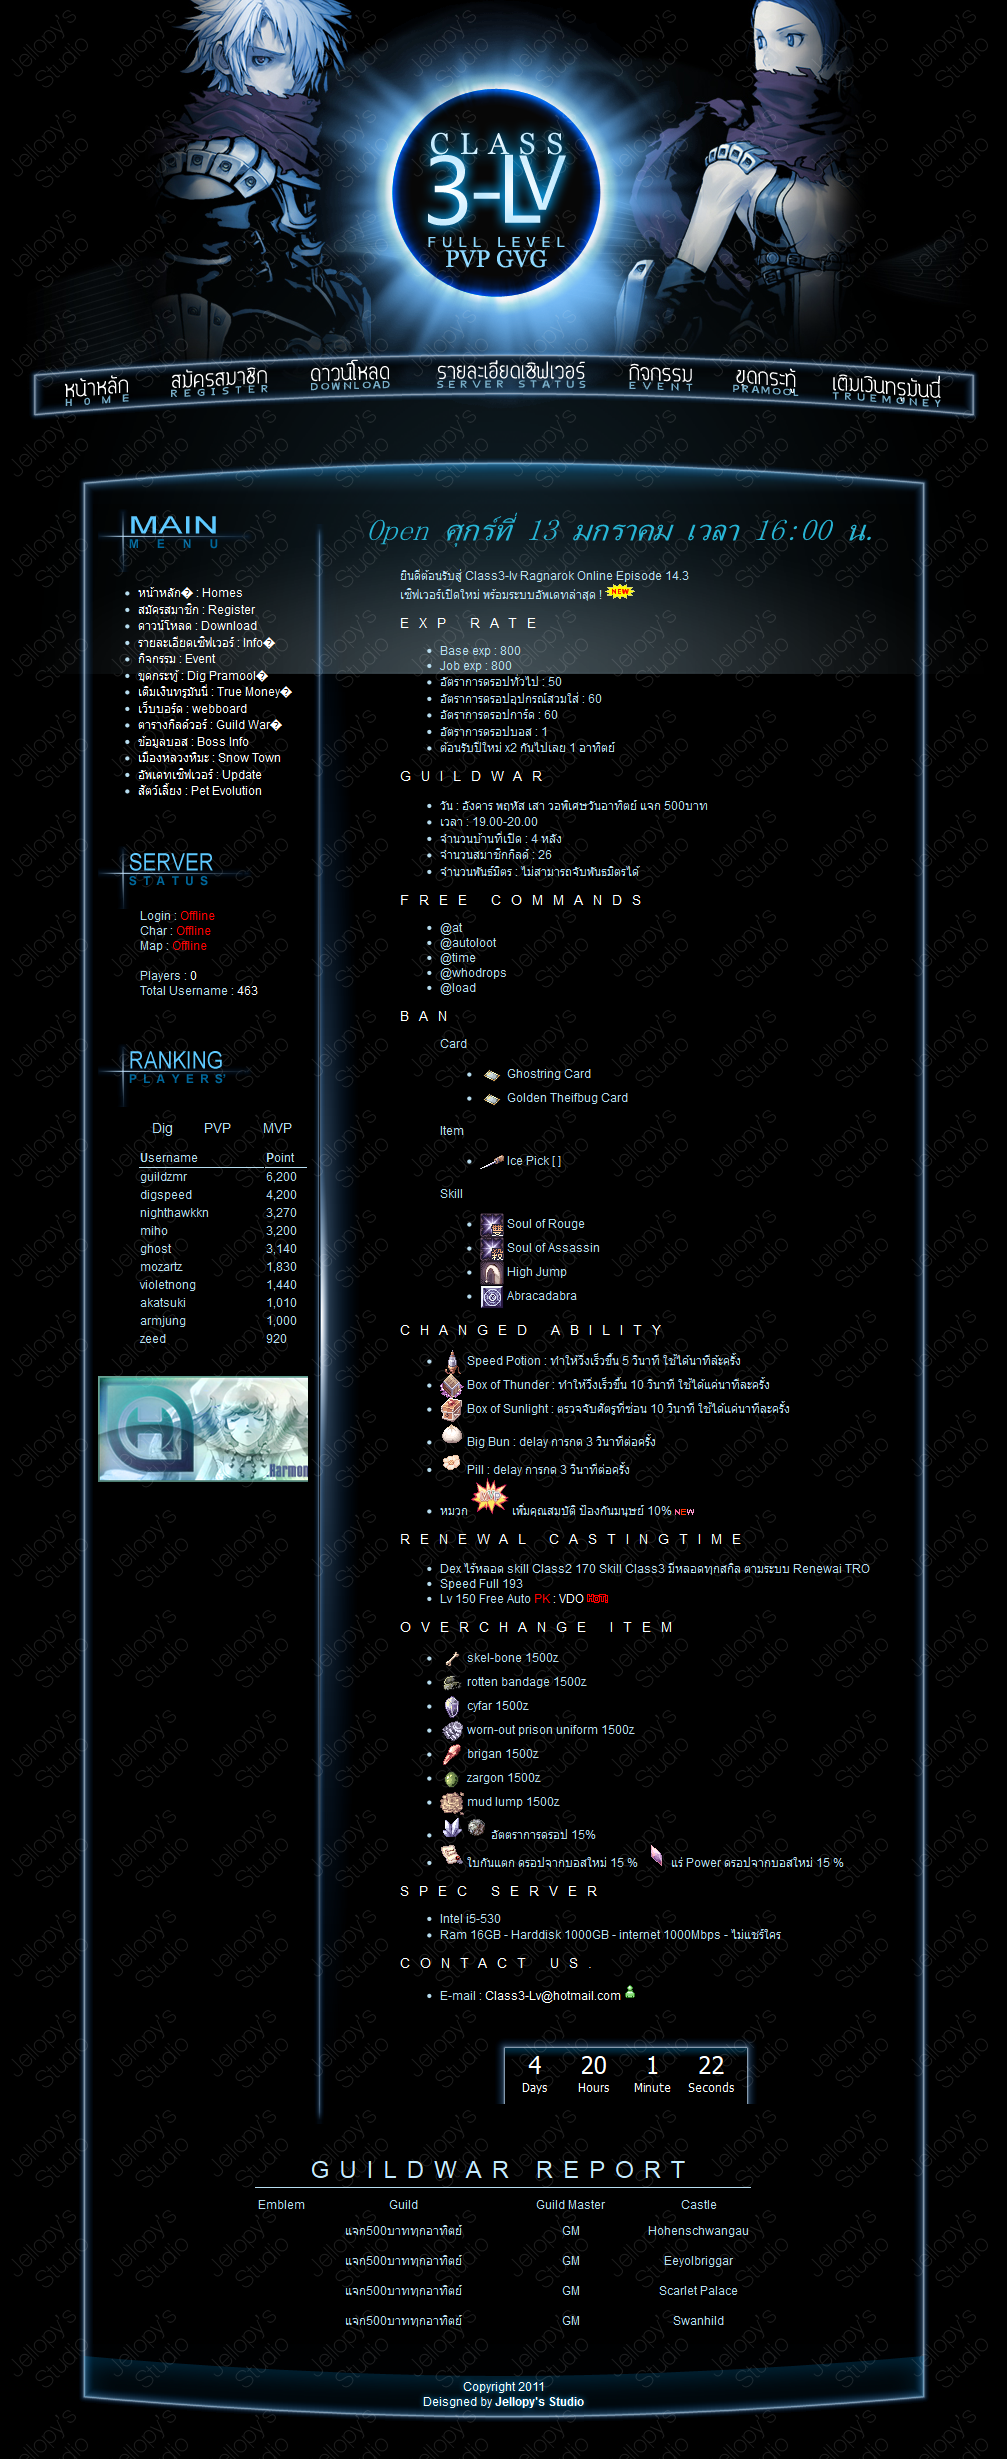 CLASS
3-LV
FULL LEVEL
PVP GVG
หน้าหลัก
HOME
สมัครสมาชิก
REGISTER
ดาวน์โหลด
DOWNLOAD
รายละเอียดเซิฟเวอร์
SERVER STATUS
กิจกรรม
EVENT
ขุดกระทู้
PRAMOOL
เติมเงินทรูมันนี่
TRUEMONEY
MAIN
MENU
หน้าหลัก� : Homes
สมัครสมาชิก : Register
ดาวน์โหลด : Download
รายละเอียดเซิฟเวอร์ : Info�
กิจกรรม : Event
ขุดกระทู้ : Dig Pramool�
เติมเงินทรูมันนี่ : True Money�
เว็บบอร์ด : webboard
ตารางกิลด์วอร์ : Guild War�
ข้อมูลบอส : Boss Info
เมืองหลวงหิมะ : Snow Town
อัพเดทเซิฟเวอร์ : Update
สัตว์เลี้ยง : Pet Evolution
SERVER
STATUS
Login : Offline
Char : Offline
Map : Offline
Players : 0
Total Username : 463
RANKING
PLAYERS'
Dig PVP MVP
Username Point
guildzmr 6,200
digspeed 4,200
nighthawkkn 3,270
miho 3,200
ghost 3,140
mozartz 1,830
violetnong 1,440
akatsuki 1,010
armjung 1,000
zeed 920
.Harmon
Open ศุกร์ที่ 13 มกราคม เวลา 16:00 น.
ยินดีต้อนรับสู่ Class3-lv Ragnarok Online Episode 14.3
เซิฟเวอร์เปิดใหม่ พร้อมระบบอัพเดทล่าสุด ! NEW
EXP RATE
Base exp : 800
Job exp : 800
อัตราการดรอปทั่วไป : 50
อัตราการดรอปอุปกรณ์สวมใส่ : 60
อัตราการดรอปการ์ด : 60
อัตราการดรอปบอส : 1
ต้อนรับปีใหม่ x2 กันไปเลย 1 อาทิตย์
GUILDWAR
วัน : อังคาร พฤหัส เสา วอพิเศษวันอาทิตย์ แจก 500บาท
เวลา : 19.00-20.00
จำนวนบ้านที่เปิด : 4 หลัง
จำนวนสมาชิกกิลด์ : 26
จำนวนพันธ์มิตร : ไม่สามารถจับพันธมิตรได้
FREE COMMANDS
@at
@autoloot
@time
@whodrops
@load
BAN
Card
Ghostring Card
Golden Theifbug Card
Item
Ice Pick [ ]
Skill
Soul of Rouge
Soul of Assassin
High Jump
Abracadabra
CHANGED ABILITY
Speed Potion : ทำให้วิ่งเร็วขึ้น 5 วินาที ใช้ได้นาทีล้ะครั้ง
Box of Thunder : ทำให้วิ่งเร็วขึ้น 10 วินาที ใช้ได้แค่นาทีละครั้ง
Box of Sunlight : ตรวจจับศัตรูที่ซ่อน 10 วินาที ใช้ได้แค่นาทีละครั้ง
Big Bun : delay การกด 3 วินาทีต่อครั้ง
Pill : delay การกด 3 วินาทีต่อครั้ง
หมวก เพิ่มคุณสมบัติ ป้องกันมนุษย์ 10% NEW
RENEWAL CASTINGTIME
Dex ไร้หลอด skill Class2 170 Skill Class3 มีหลอดทุกสกิล ตามระบบ Renewai TRO
Speed Full 193
Lv 150 Free Auto PK : VDO Hot!
OVERCHANGE ITEM
skel-bone 1500z
rotten bandage 1500z
cyfar 1500z
worn-out prison uniform 1500z
brigan 1500z
zargon 1500z
mud lump 1500z
อัตตราการดรอป 15%
ใบกันแตก ดรอปจากบอสใหม่ 15 % แร่ Power ดรอปจากบอสใหม่ 15 %
SPEC SERVER
Intel i5-530
Ram 16GB - Harddisk 1000GB - internet 1000Mbps - ไม่แชร์ใคร
CONTACT US.
E-mail : Class3-Lv@hotmail.com
4 20 1 22
Days Hours Minute Seconds
GUILDWAR REPORT
Emblem Guild Guild Master Castle
แจก500บาททุกอาทิตย์ GM Hohenschwangau
แจก500บาททุกอาทิตย์ GM Eeyolbriggar
แจก500บาททุกอาทิตย์ GM Scarlet Palace
แจก500บาททุกอาทิตย์ GM Swanhild
Copyright 2011
Deisgned by Jellopy's Studio